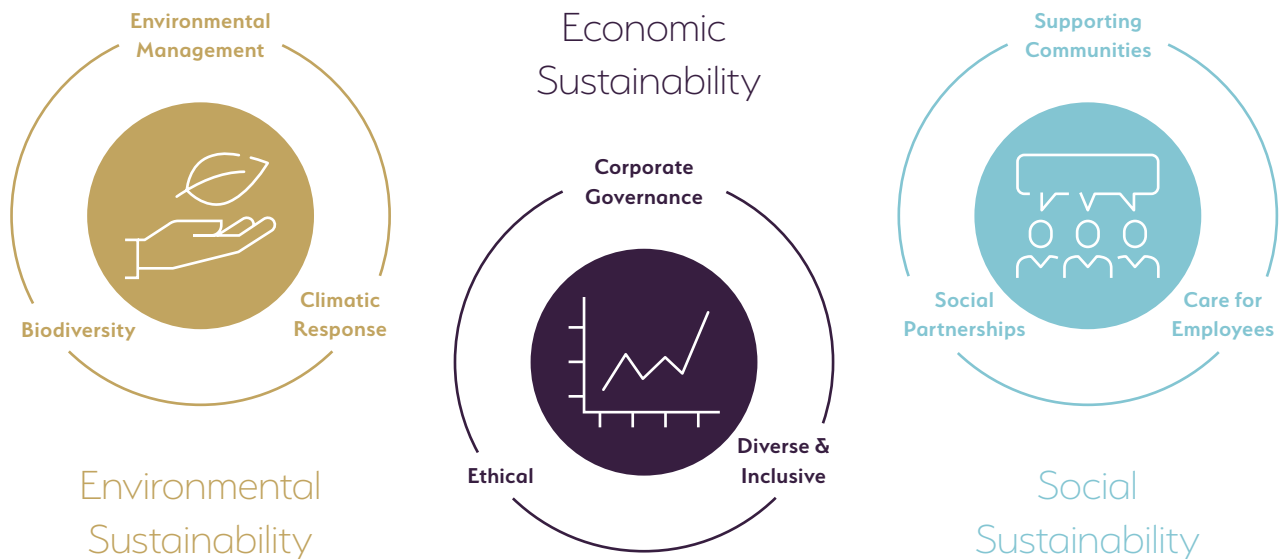 Environmental
Management
Biodiversity
Climatic
Response
Environmental
Sustainability
Economic
Sustainability
Corporate
Governance
Ethical
Diverse &
Inclusive
Supporting
Communities
Social
Partnerships
Care for
Employees
Social
Sustainability